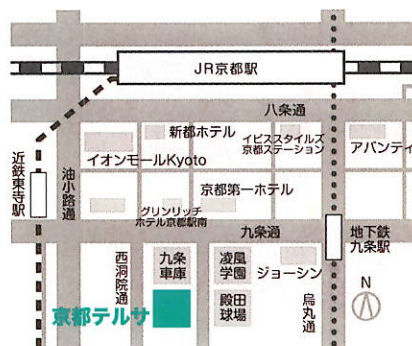 JR京都駅
八条通
新都ホテル
イビススタイルズ
京都ステーション
アバンティ
イオンモールKyoto
近鉄東寺駅
油小路通
京都第一ホテル
グリンリッチ
ホテル京都駅南
九条通
地下鉄
九条駅
西洞院通
九条
車庫
凌風
学園
ジョーシン
烏丸通
N
京都テルサ
殿田
球場